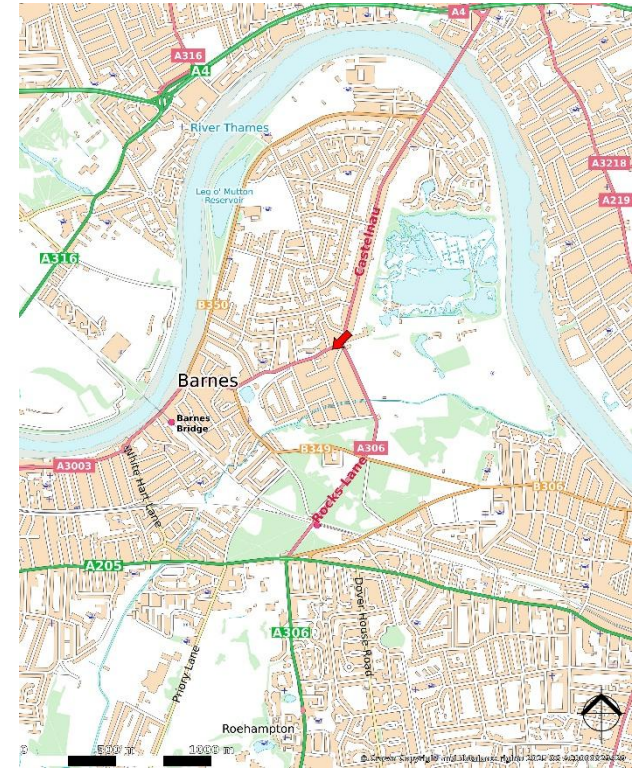 A4
A316
A4
River Thames
A3218
Leg o' Mutton
Reservoir
A219
Castelnau
A316
B350
Barnes
Barnes
Bridge
A306
B349
A3003
White Hart Lane
Rocks Lane
B306
A205
Dover House Road
A306
Priory Lane
Roehampton
0
500 m
1000 m